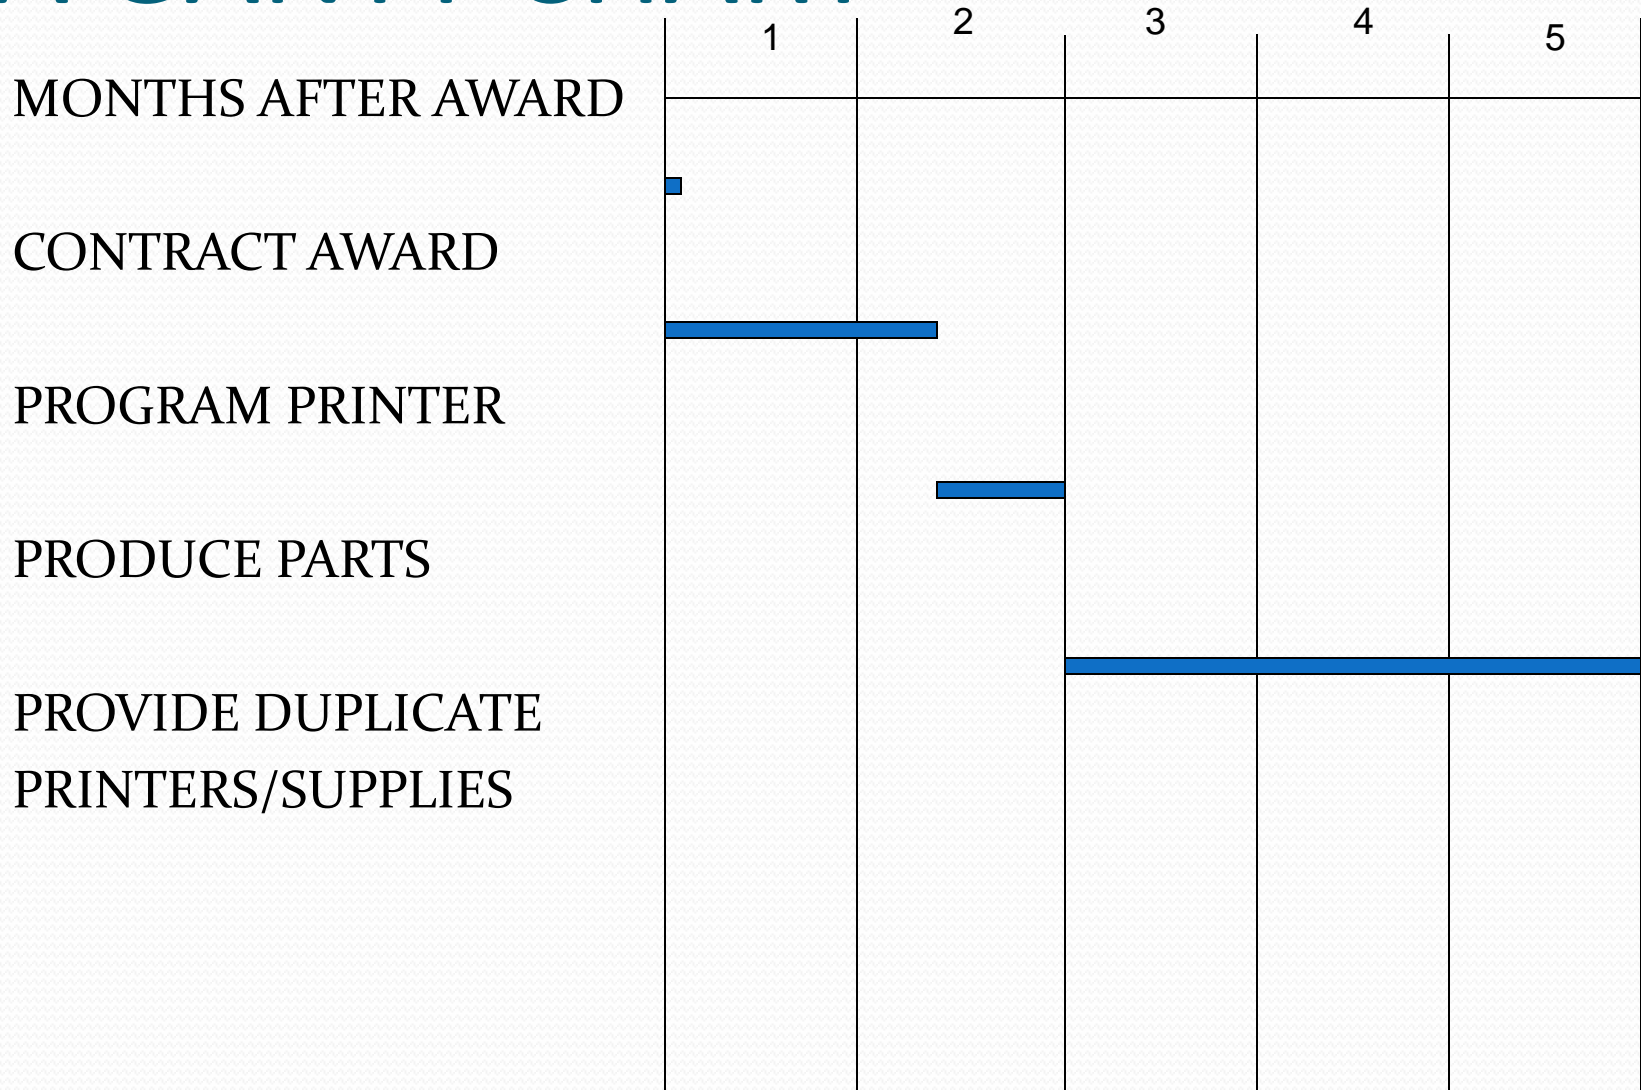 1 2 3 4 5
MONTHS AFTER AWARD
CONTRACT AWARD
PROGRAM PRINTER
PRODUCE PARTS
PROVIDE DUPLICATE
PRINTERS/SUPPLIES